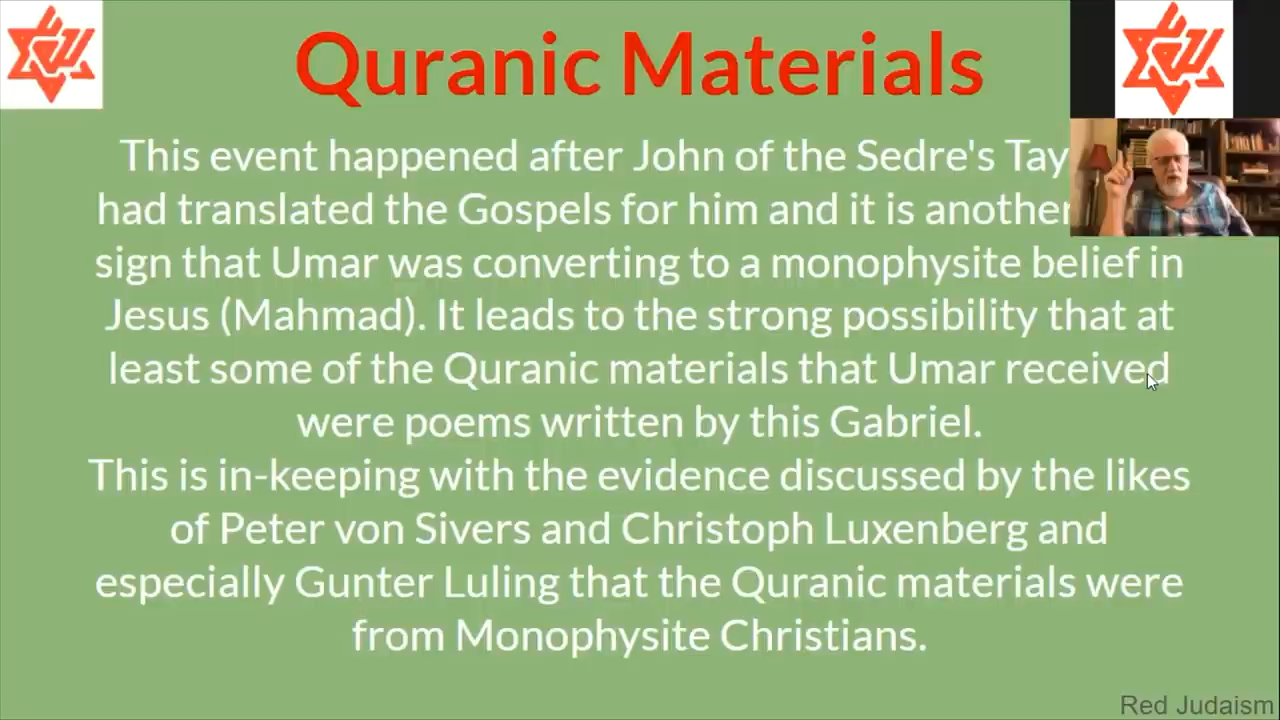 Quranic Materials
This event happened after John of the Sedre's
had translated the Gospels for him and it is another
sign that Umar was converting to a monophysite belief in
Jesus (Mahmad). It leads to the strong possibility that at
least some of the Quranic materials that Umar received
were poems written by this Gabriel.
This is in-keeping with the evidence discussed by the likes
of Peter von Sivers and Christoph Luxenberg and
especially Gunter Luling that the Quranic materials were
from Monophysite Christians.
Red Judaism